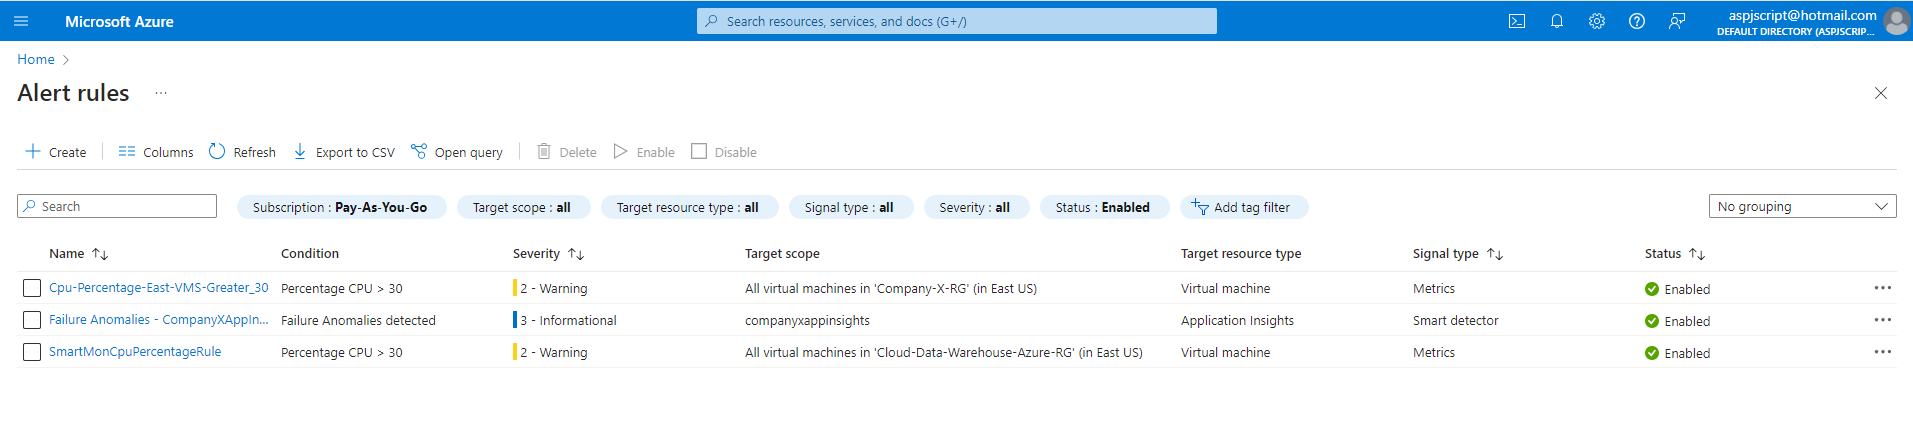 Microsoft Azure
Search resources, services, and docs (G+/)
aspjscript@hotmail.com
DEFAULT DIRECTORY (ASPJSCRIP...
Home
Alert rules
Create
Columns
Refresh
Export to CSV
Open query
Delete
Enable
Disable
Search
Subscription : Pay-As-You-Go
Target scope : all
Target resource type : all
Signal type : all
Severity : all
Status : Enabled
Add tag filter
No grouping
Name Condition Severity Target scope Target resource type Signal type Status
Cpu-Percentage-East-VMS-Greater_30 Percentage CPU > 30 2 - Warning All virtual machines in 'Company-X-RG' (in East US) Virtual machine Metrics Enabled
Failure Anomalies - CompanyXAppIn... Failure Anomalies detected 3 - Informational companyxappinsights Application Insights Smart detector Enabled
SmartMonCpuPercentageRule Percentage CPU > 30 2 - Warning All virtual machines in 'Cloud-Data-Warehouse-Azure-RG' (in East US) Virtual machine Metrics Enabled